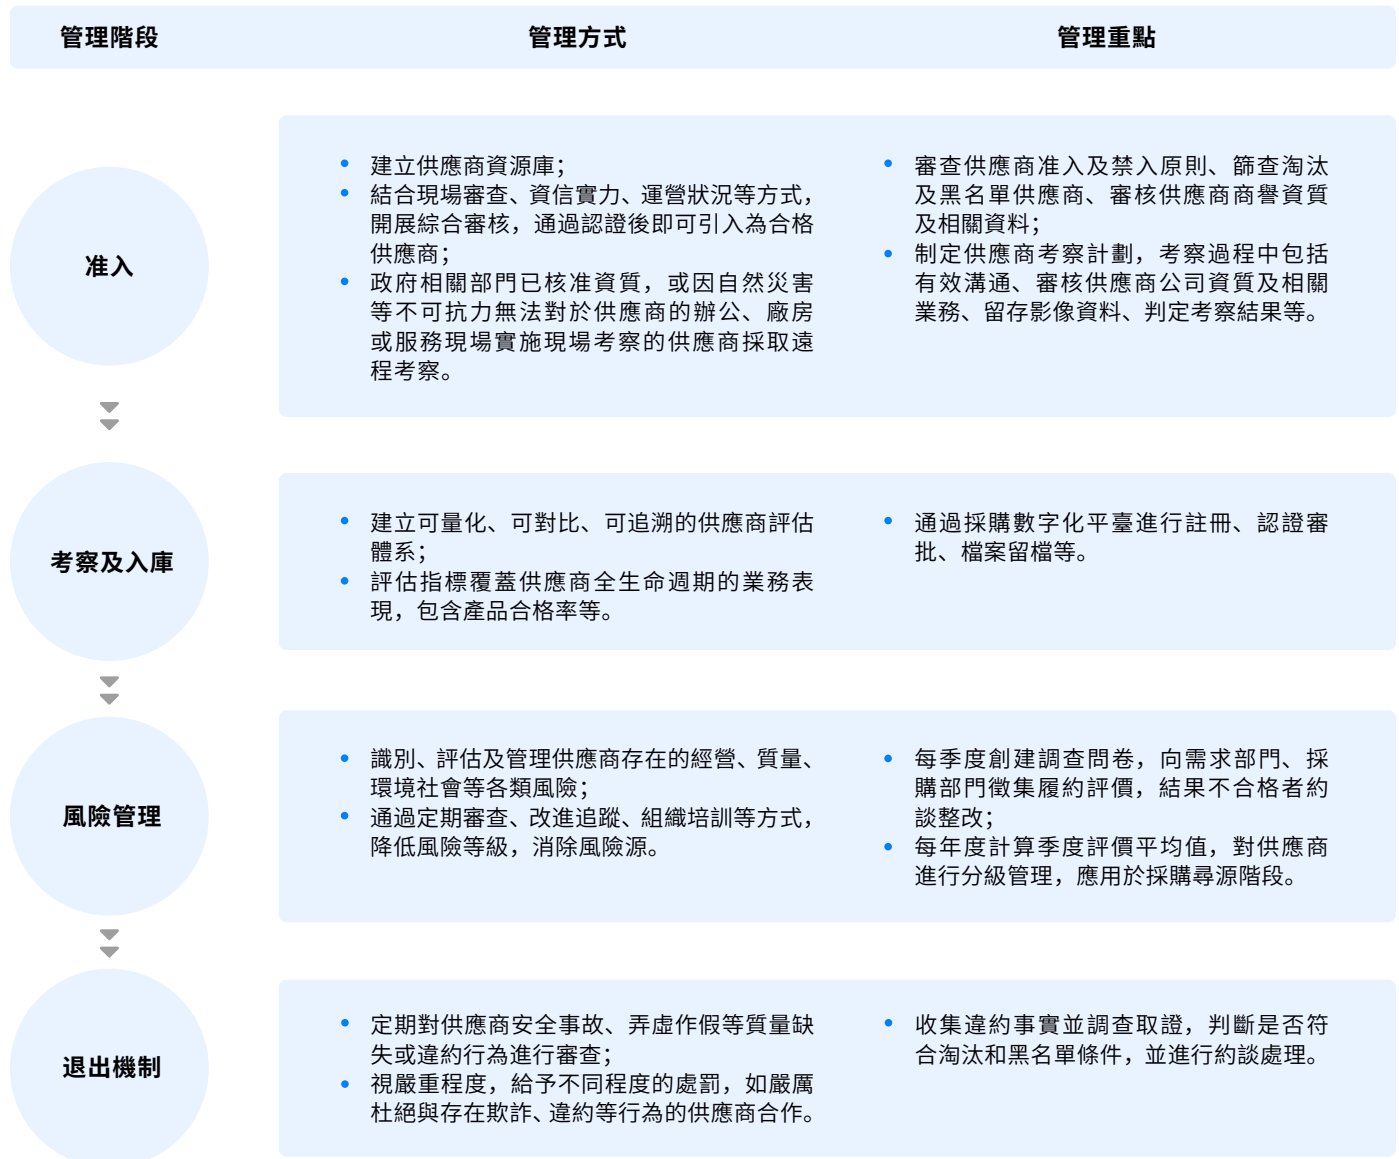 管理階段 管理方式 管理重點
准入
• 建立供應商資源庫；
• 結合現場審查、資信實力、運營狀況等方式，
開展綜合審核，通過認證後即可引入為合格
供應商；
• 政府相關部門已核准資質，或因自然災害
等不可抗力無法對於供應商的辦公、廠房
或服務現場實施現場考察的供應商採取遠
程考察。
• 審查供應商准入及禁入原則、篩查淘汰
及黑名單供應商、審核供應商商譽資質
及相關資料；
• 制定供應商考察計劃，考察過程中包括
有效溝通、審核供應商公司資質及相關
業務、留存影像資料、判定考察結果等。
考察及入庫
• 建立可量化、可對比、可追溯的供應商評估
體系；
• 評估指標覆蓋供應商全生命週期的業務表
現，包含產品合格率等。
• 通過採購數字化平臺進行註冊、認證審
批、檔案留檔等。
風險管理
• 識別、評估及管理供應商存在的經營、質量、
環境社會等各類風險；
• 通過定期審查、改進追蹤、組織培訓等方式，
降低風險等級，消除風險源。
• 每季度創建調查問卷，向需求部門、採
購部門徵集履約評價，結果不合格者約
談整改；
• 每年度計算季度評價平均值，對供應商
進行分級管理，應用於採購尋源階段。
退出機制
• 定期對供應商安全事故、弄虛作假等質量缺
失或違約行為進行審查；
• 視嚴重程度，給予不同程度的處罰，如嚴厲
杜絕與存在欺詐、違約等行為的供應商合作。
• 收集違約事實並調查取證，判斷是否符
合淘汰和黑名單條件，並進行約談處理。